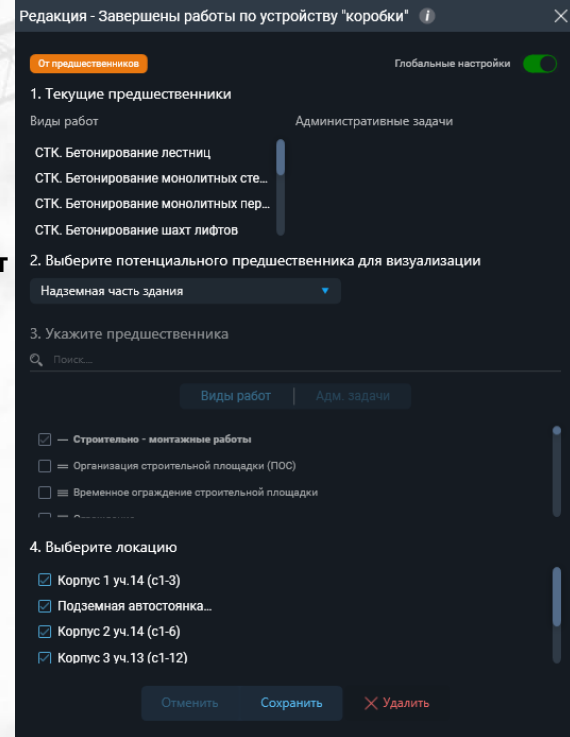 Редакция - Завершены работы по устройству "коробки" i
От предшественников
Глобальные настройки
1. Текущие предшественники
Виды работ
Административные задачи
СТК. Бетонирование лестниц
СТК. Бетонирование монолитных сте...
СТК. Бетонирование монолитных пер...
СТК. Бетонирование шахт лифтов
т
2. Выберите потенциального предшественника для визуализации
Надземная часть здания
3. Укажите предшественника
Поиск...
Виды работ | Адм. задачи
Строительно - монтажные работы
Организация строительной площадки (ПОС)
Временное ограждение строительной площадки
4. Выберите локацию
Корпус 1 уч.14 (с1-3)
Подземная автостоянка...
Корпус 2 уч.14 (с1-6)
Корпус 3 уч.13 (с1-12)
Отменить
Сохранить
Удалить